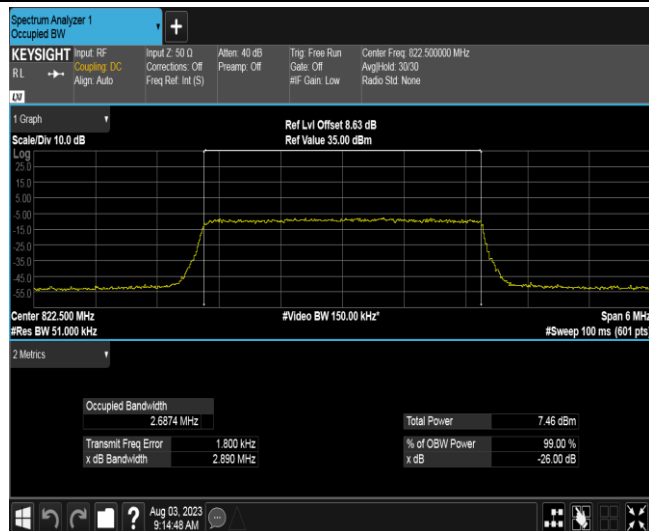 Spectrum Analyzer 1
Occupied BW
+
KEYSIGHT
RL
Input: RF
Coupling: DC
Align: Auto
Input Z: 50 Ω
Corrections: Off
Freq Ref: Int (S)
Atten: 40 dB
Preamp: Off
Trig: Free Run
Gate: Off
#IF Gain: Low
Center Freq: 822.500000 MHz
Avg|Hold: 30/30
Radio Std: None
1 Graph
Scale/Div 10.0 dB
Ref Lvl Offset 8.63 dB
Ref Value 35.00 dBm
Log
25.0
15.0
5.00
-5.00
-15.0
-25.0
-35.0
-45.0
-55.0
Center 822.500 MHz
#Video BW 150.00 kHz*
Span 6 MHz
#Res BW 51.000 kHz
#Sweep 100 ms (601 pts)
2 Metrics
Occupied Bandwidth
2.6874 MHz
Total Power 7.46 dBm
Transmit Freq Error 1.800 kHz
% of OBW Power 99.00 %
x dB Bandwidth 2.890 MHz
x dB -26.00 dB
?
Aug 03, 2023
9:14:48 AM